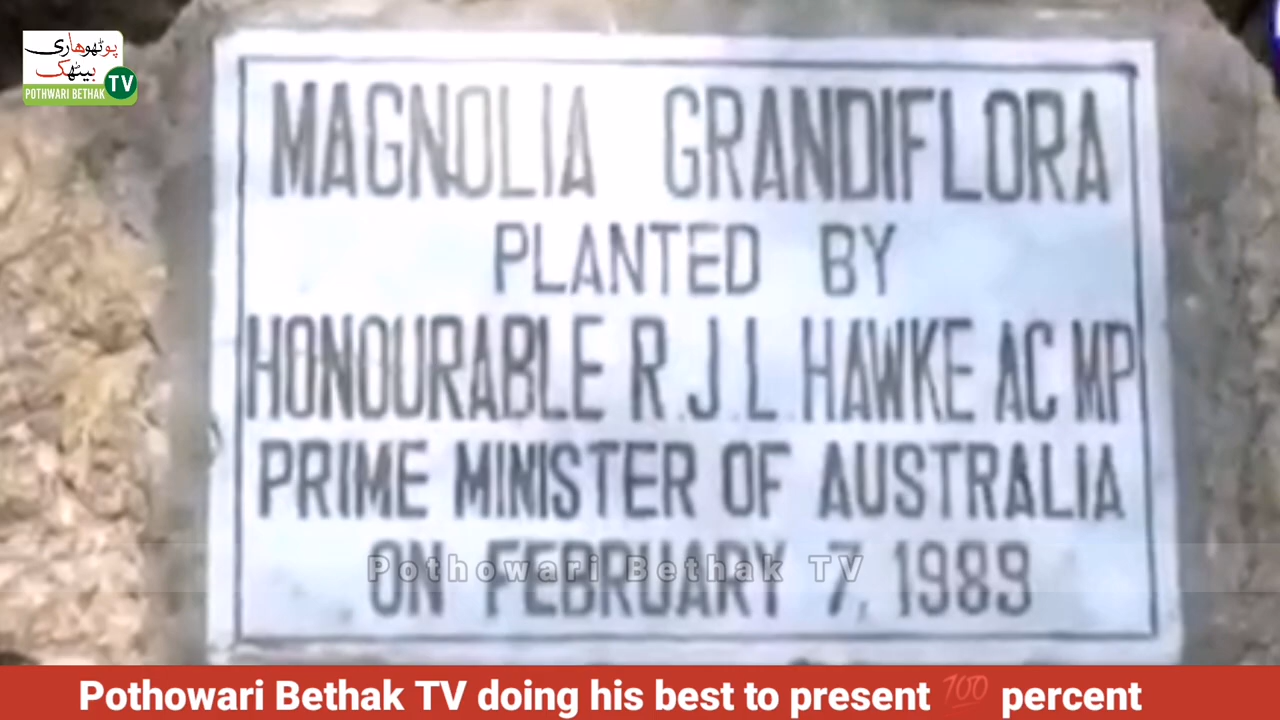 پوٹھوھاری
بیٹھک
TV
POTHWARI BETHAK
MAGNOLIA GRANDIFLORA
PLANTED BY
HONOURABLE R.J.L. HAWKE AC MP
PRIME MINISTER OF AUSTRALIA
ON FEBRUARY 7, 1989
Pothowari Bethak TV
Pothowari Bethak TV doing his best to present 💯 percent